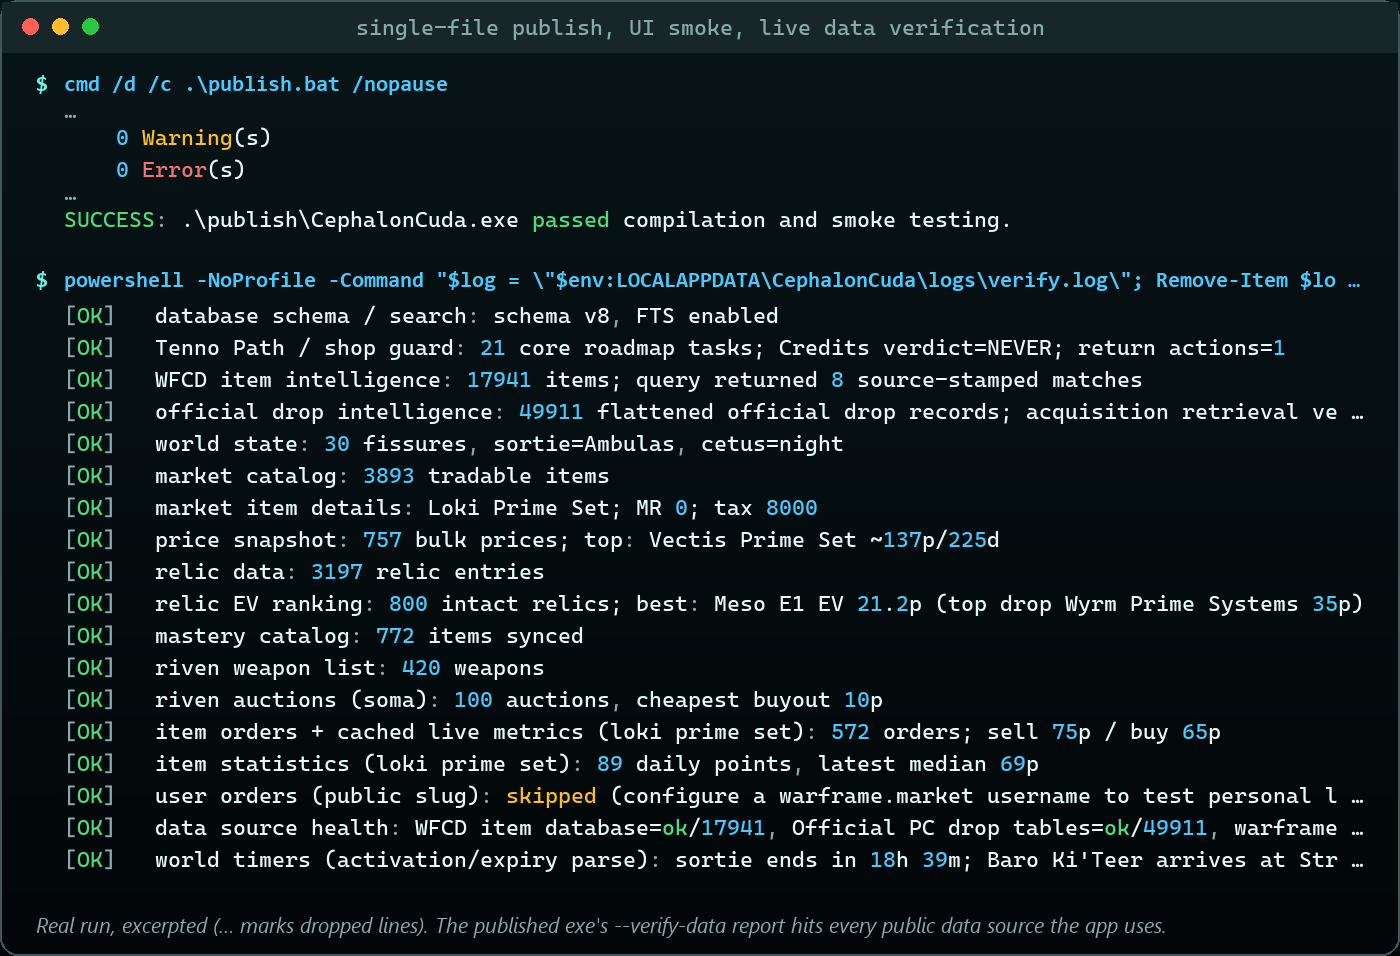 single-file publish, UI smoke, live data verification
$ cmd /d /c .\publish.bat /nopause
…
0 Warning(s)
0 Error(s)
…
SUCCESS: .\publish\CephalonCuda.exe passed compilation and smoke testing.
$ powershell -NoProfile -Command "$log = \"$env:LOCALAPPDATA\CephalonCuda\logs\verify.log\"; Remove-Item $lo …
[OK] database schema / search: schema v8, FTS enabled
[OK] Tenno Path / shop guard: 21 core roadmap tasks; Credits verdict=NEVER; return actions=1
[OK] WFCD item intelligence: 17941 items; query returned 8 source-stamped matches
[OK] official drop intelligence: 49911 flattened official drop records; acquisition retrieval ve …
[OK] world state: 30 fissures, sortie=Ambulas, cetus=night
[OK] market catalog: 3893 tradable items
[OK] market item details: Loki Prime Set; MR 0; tax 8000
[OK] price snapshot: 757 bulk prices; top: Vectis Prime Set ~137p/225d
[OK] relic data: 3197 relic entries
[OK] relic EV ranking: 800 intact relics; best: Meso E1 EV 21.2p (top drop Wyrm Prime Systems 35p)
[OK] mastery catalog: 772 items synced
[OK] riven weapon list: 420 weapons
[OK] riven auctions (soma): 100 auctions, cheapest buyout 10p
[OK] item orders + cached live metrics (loki prime set): 572 orders; sell 75p / buy 65p
[OK] item statistics (loki prime set): 89 daily points, latest median 69p
[OK] user orders (public slug): skipped (configure a warframe.market username to test personal l …
[OK] data source health: WFCD item database=ok/17941, Official PC drop tables=ok/49911, warframe …
[OK] world timers (activation/expiry parse): sortie ends in 18h 39m; Baro Ki'Teer arrives at Str …
Real run, excerpted (... marks dropped lines). The published exe's --verify-data report hits every public data source the app uses.